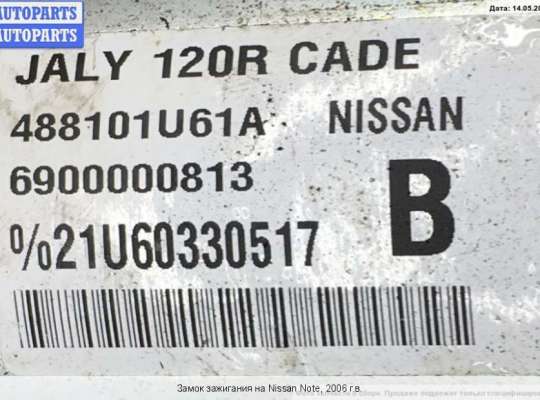 AUTOPARTS
AUTOPARTS
Дата: 14.05.20
JALY 120R CADE
488101U61A NISSAN
6900000813
%21U60330517 B
Замок зажигания на Nissan Note, 2006 г.в.